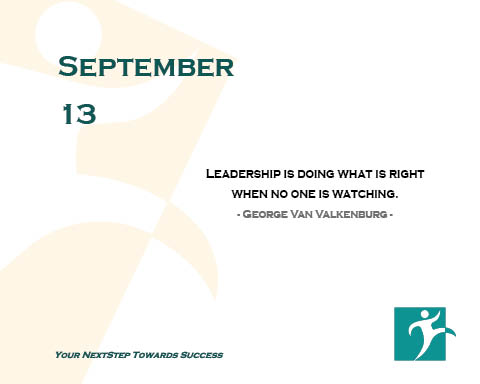 September
13
Leadership is doing what is right
when no one is watching.
- George Van Valkenburg -
Your NextStep Towards Success